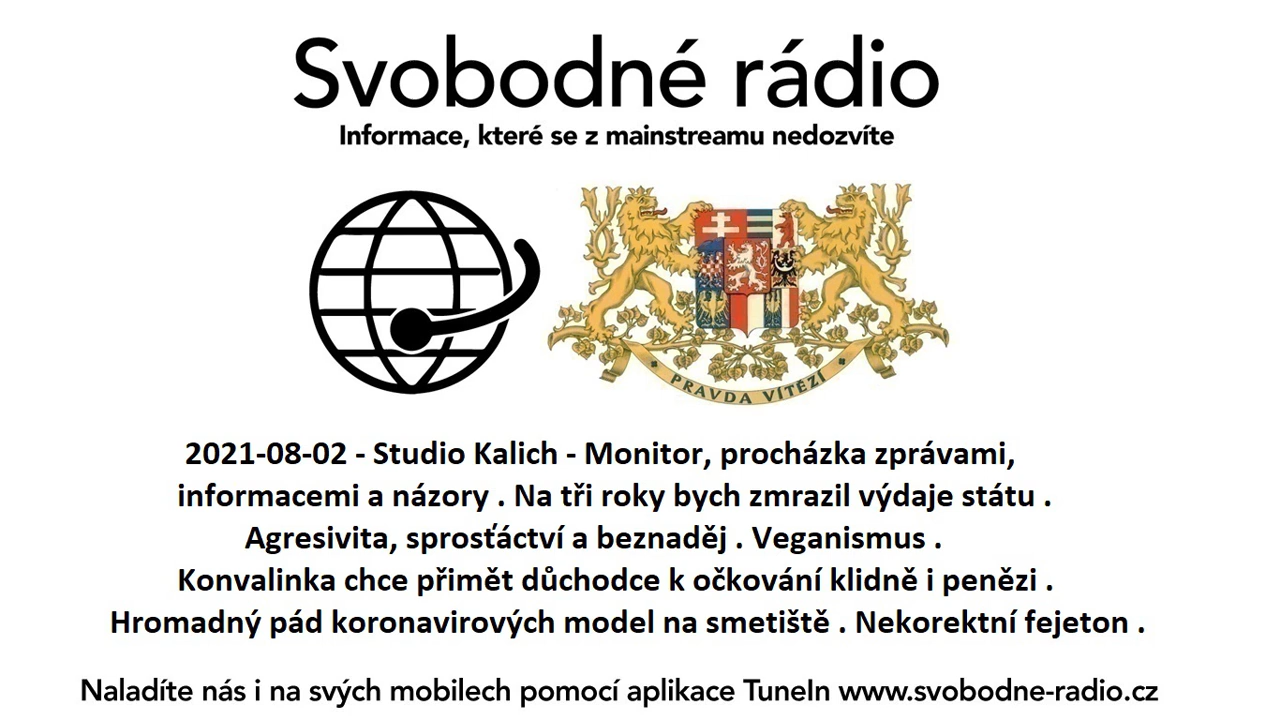 Svobodné rádio
Informace, které se z mainstreamu nedozvíte
PRAVDA VÍTĚZÍ
2021-08-02 - Studio Kalich - Monitor, procházka zprávami,
informacemi a názory . Na tři roky bych zmrazil výdaje státu .
Agresivita, sprosťáctví a beznaděj . Veganismus .
Konvalinka chce přimět důchodce k očkování klidně i penězi .
Hromadný pád koronavirových model na smetiště . Nekorektní fejeton .
Naladíte nás i na svých mobilech pomocí aplikace TuneIn www.svobodne-radio.cz